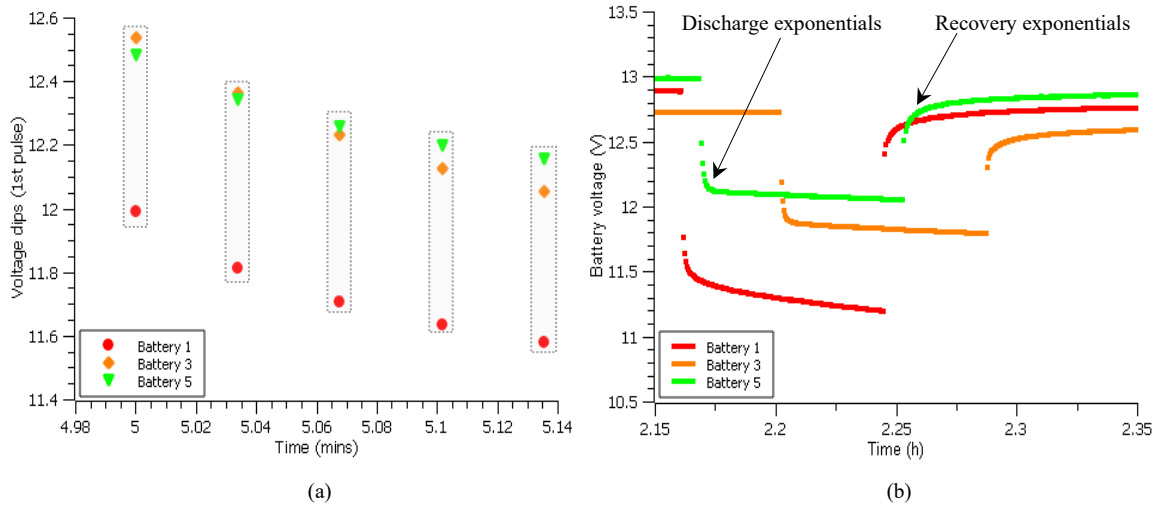 12.6
12.4
12.2
12
11.8
11.6
11.4
4.98
5
5.02
5.04
5.06
5.08
5.1
5.12
5.14
Voltage dips (1st pulse)
Time (mins)
Battery 1
Battery 3
Battery 5
(a)
13.5
13
12.5
12
11.5
11
10.5
2.15
2.2
2.25
2.3
2.35
Battery voltage (V)
Time (h)
Discharge exponentials
Recovery exponentials
Battery 1
Battery 3
Battery 5
(b)